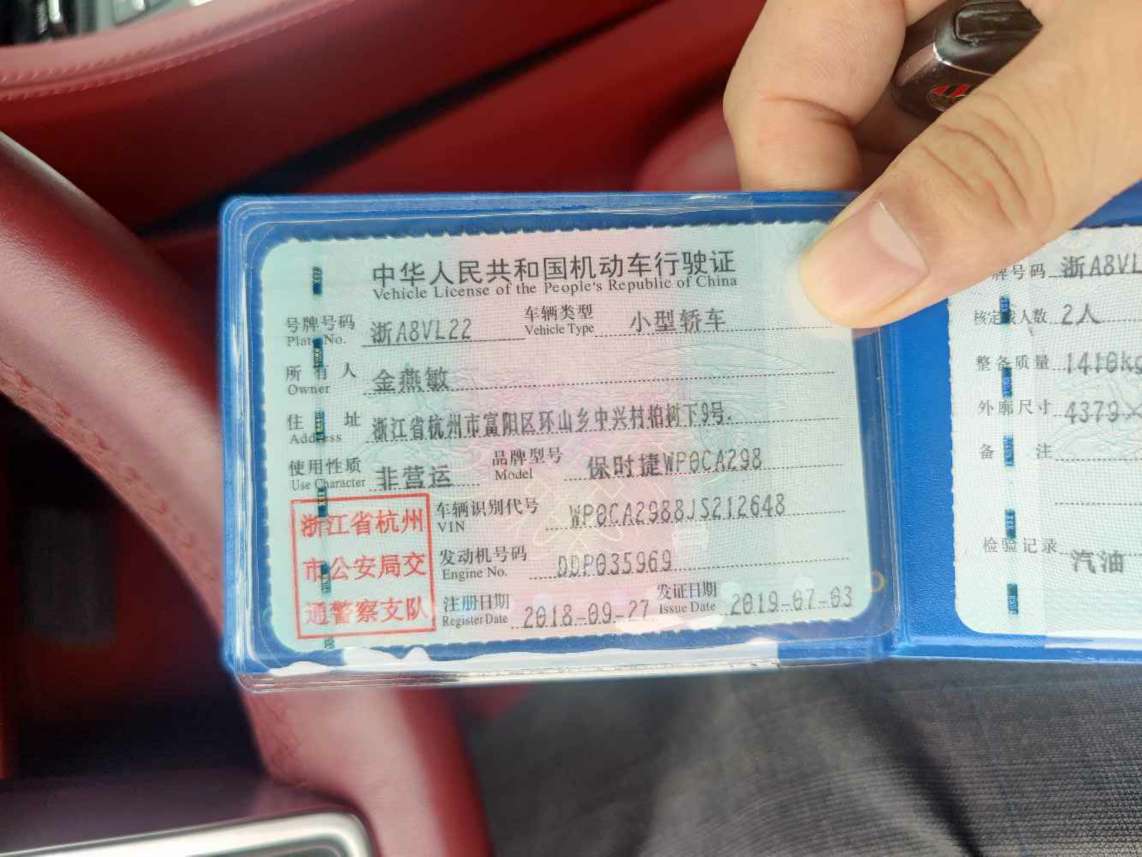 中华人民共和国机动车行驶证
Vehicle License of the People's Republic of China
号牌号码 浙A8VL22 车辆类型 小型轿车
Plate No. Vehicle Type
所有人 金燕敏
Owner
住址 浙江省杭州市富阳区环山乡中兴村柏树下9号.
Address
使用性质 非营运 品牌型号 保时捷WP0CA298
Use Character Model
浙江省杭州
市公安局交
通警察支队
车辆识别代号 WP0CA2988JS212648
VIN
发动机号码 DDP035969
Engine No.
注册日期 2018-09-27 发证日期 2019-07-03
Register Date Issue Date
牌号码 浙A8VL
核定载人数 2人
整备质量 1410kg
外廓尺寸 4379×
备注
检验记录 汽油